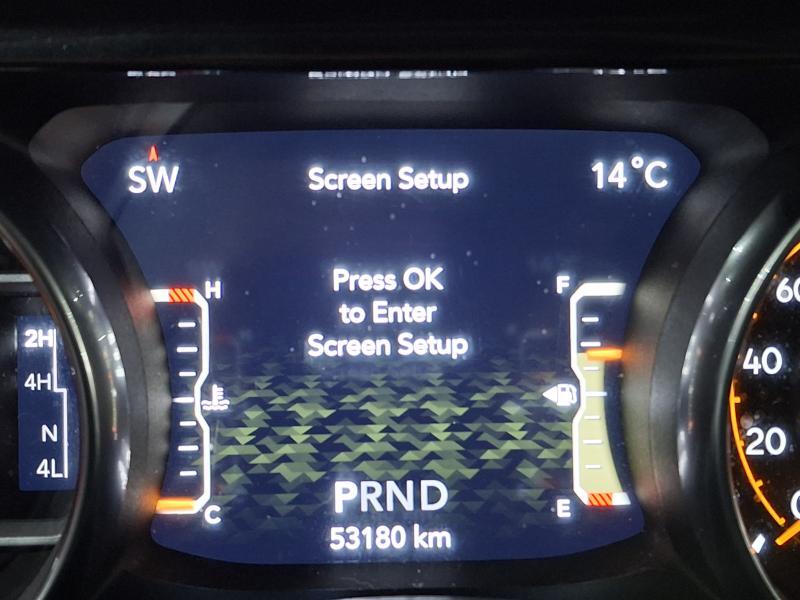 SW
Screen Setup
14°C
H
F
Press OK
to Enter
Screen Setup
2H
4H
N
4L
C
E
PRND
53180 km
60
40
20
0